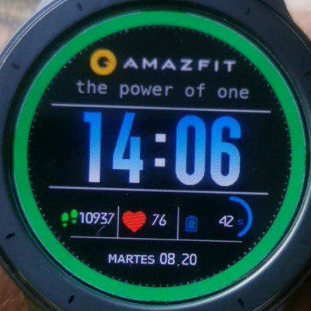 AMAZFIT
the power of one
14:06
10937 76 42 %
MARTES 08.20